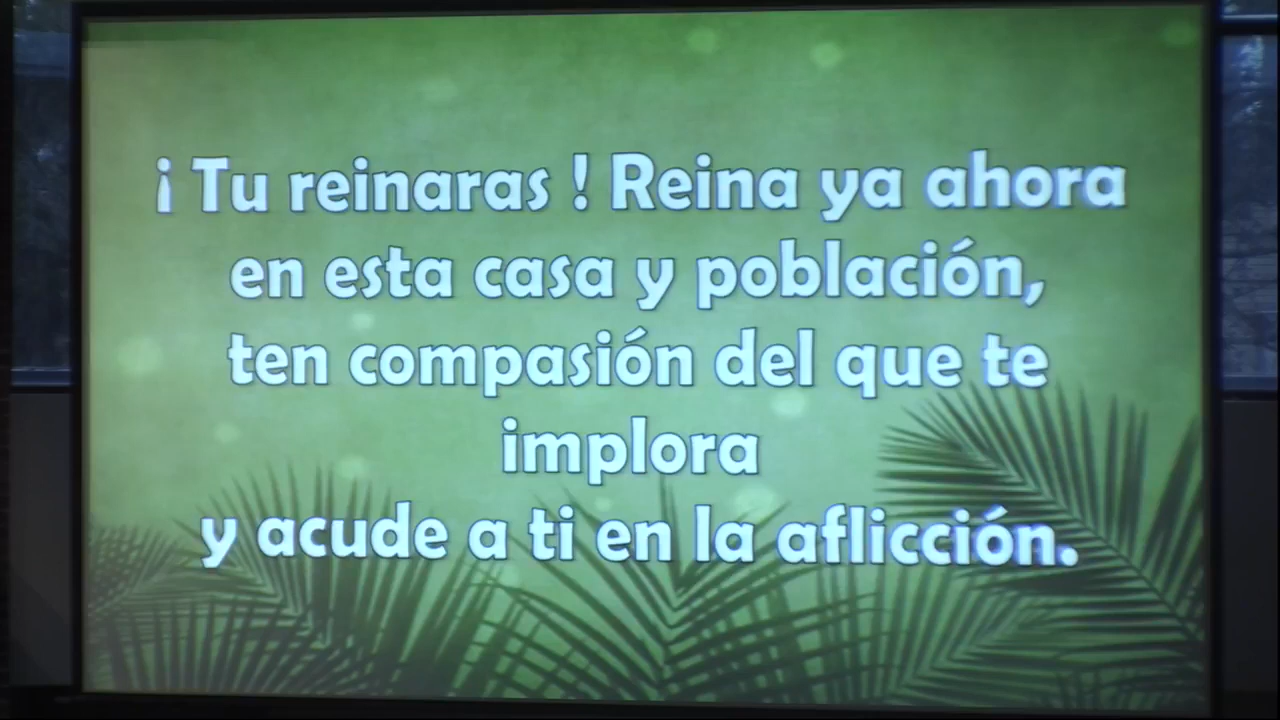 ¡ Tu reinaras ! Reina ya ahora
en esta casa y población,
ten compasión del que te
implora
y acude a ti en la aflicción.